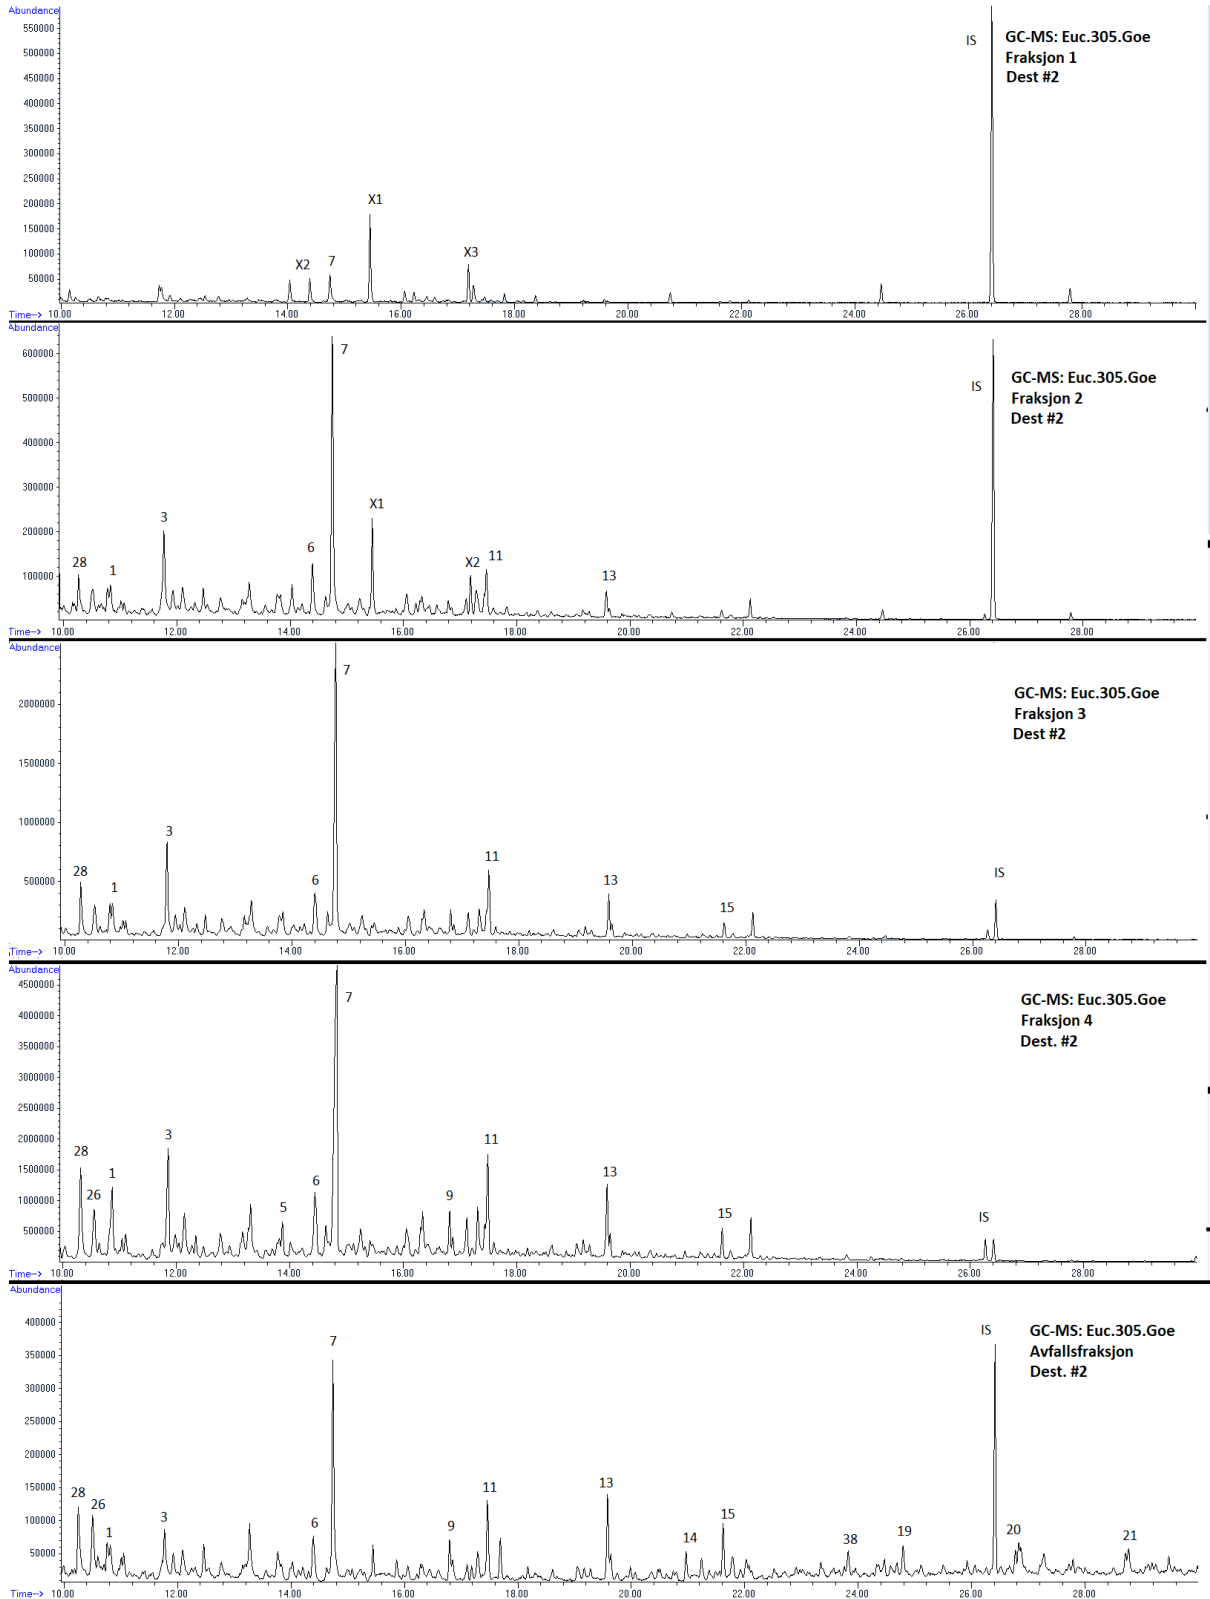 Abundance
550000
500000
450000
400000
350000
300000
250000
200000
150000
100000
50000
IS
GC-MS: Euc.305.Goe
Fraksjon 1
Dest #2
X2
7
X1
X3
Time--> 10.00 12.00 14.00 16.00 18.00 20.00 22.00 24.00 26.00 28.00
Abundance
600000
500000
400000
300000
200000
100000
28
1
3
6
7
X1
X2
11
13
IS
GC-MS: Euc.305.Goe
Fraksjon 2
Dest #2
Time--> 10.00 12.00 14.00 16.00 18.00 20.00 22.00 24.00 26.00 28.00
Abundance
2000000
1500000
1000000
500000
28
1
3
6
7
11
13
15
IS
GC-MS: Euc.305.Goe
Fraksjon 3
Dest #2
Time--> 10.00 12.00 14.00 16.00 18.00 20.00 22.00 24.00 26.00 28.00
Abundance
4500000
4000000
3500000
3000000
2500000
2000000
1500000
1000000
500000
28
26
1
3
5
6
7
9
11
13
15
IS
GC-MS: Euc.305.Goe
Fraksjon 4
Dest. #2
Time--> 10.00 12.00 14.00 16.00 18.00 20.00 22.00 24.00 26.00 28.00
Abundance
400000
350000
300000
250000
200000
150000
100000
50000
28
26
1
3
6
7
9
11
13
14
15
38
19
IS
20
21
GC-MS: Euc.305.Goe
Avfallsfraksjon
Dest. #2
Time--> 10.00 12.00 14.00 16.00 18.00 20.00 22.00 24.00 26.00 28.00